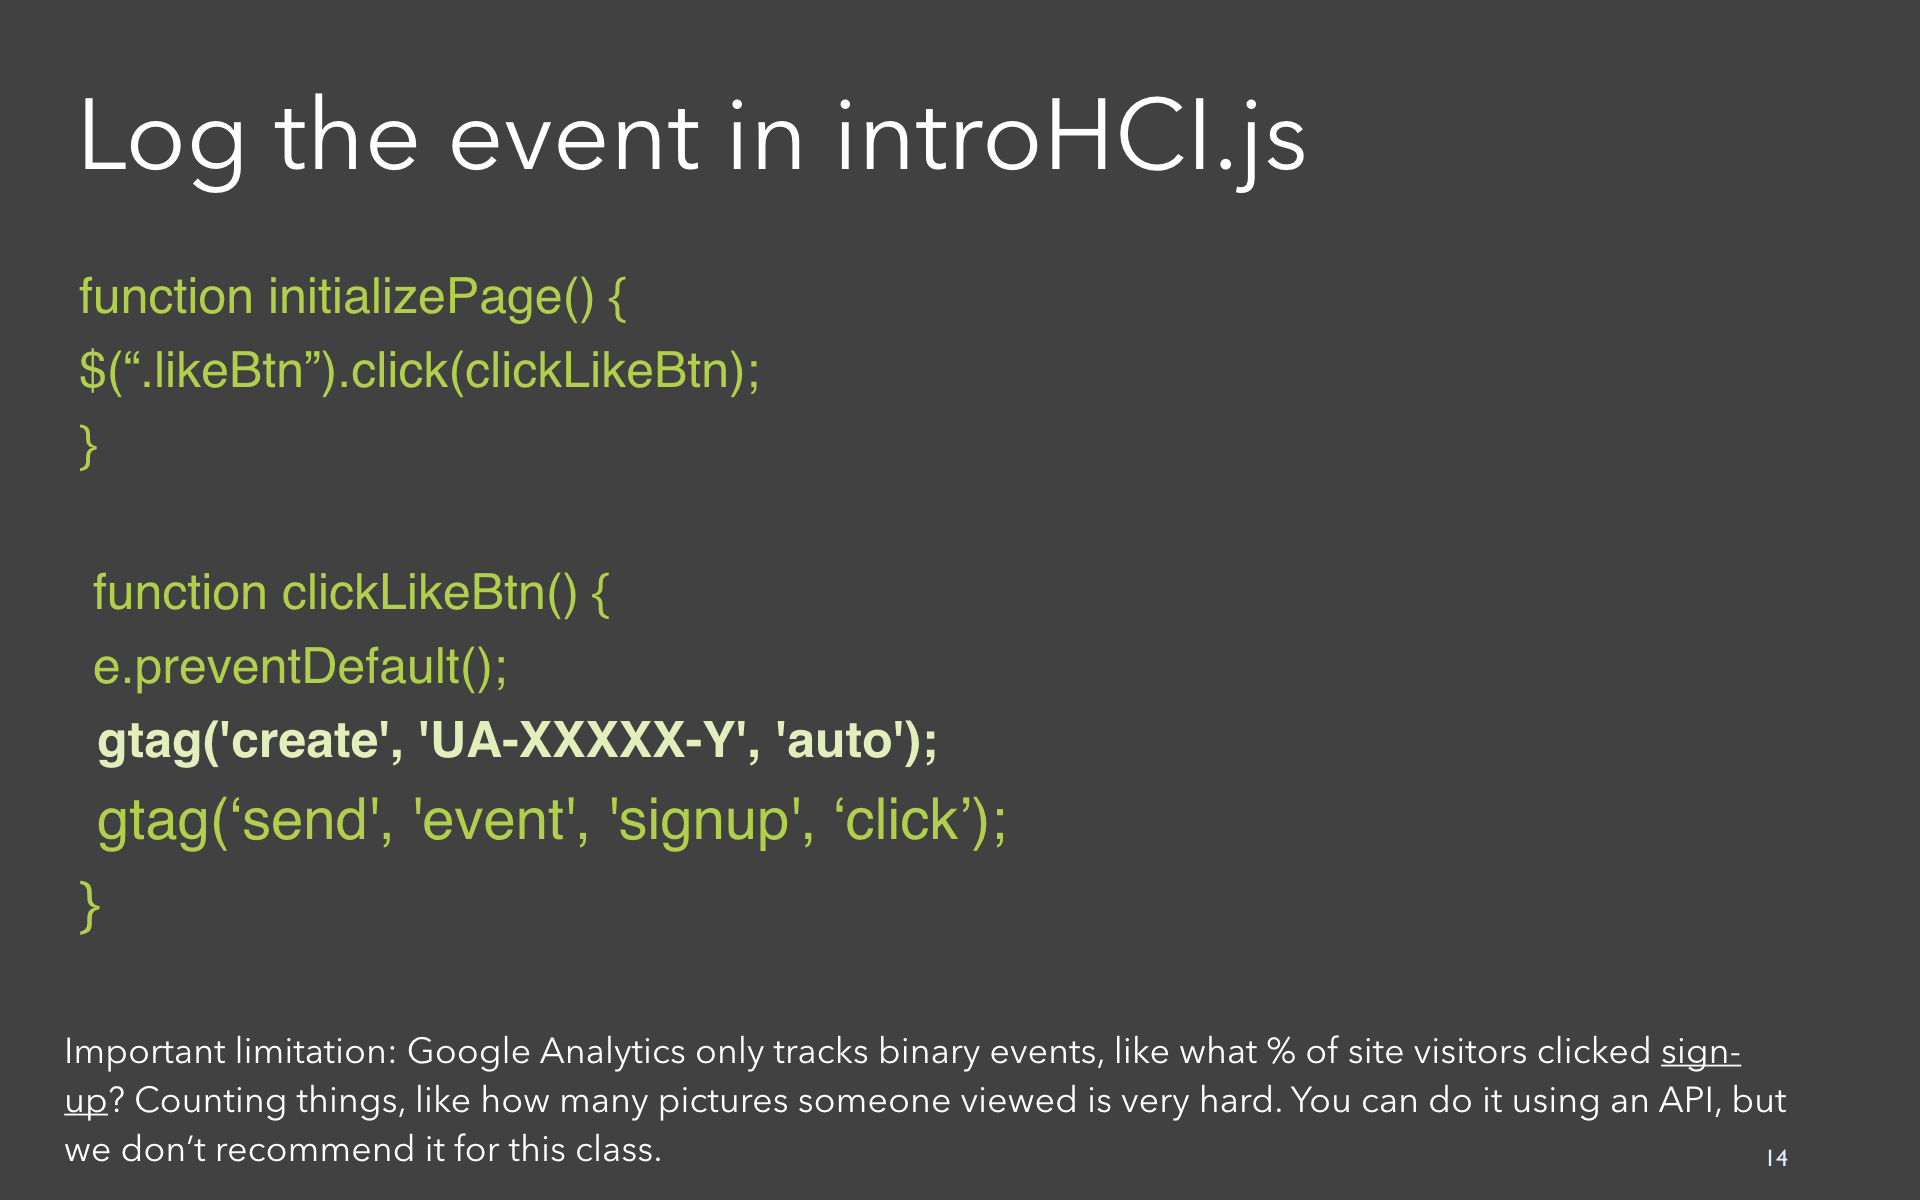 Log the event in introHCI.js
function initializePage() {
$(“.likeBtn”).click(clickLikeBtn);
}
function clickLikeBtn() {
e.preventDefault();
gtag('create', 'UA-XXXXX-Y', 'auto');
gtag(‘send', 'event', 'signup', ‘click’);
}
Important limitation: Google Analytics only tracks binary events, like what % of site visitors clicked sign-
up? Counting things, like how many pictures someone viewed is very hard. You can do it using an API, but
we don’t recommend it for this class.
14